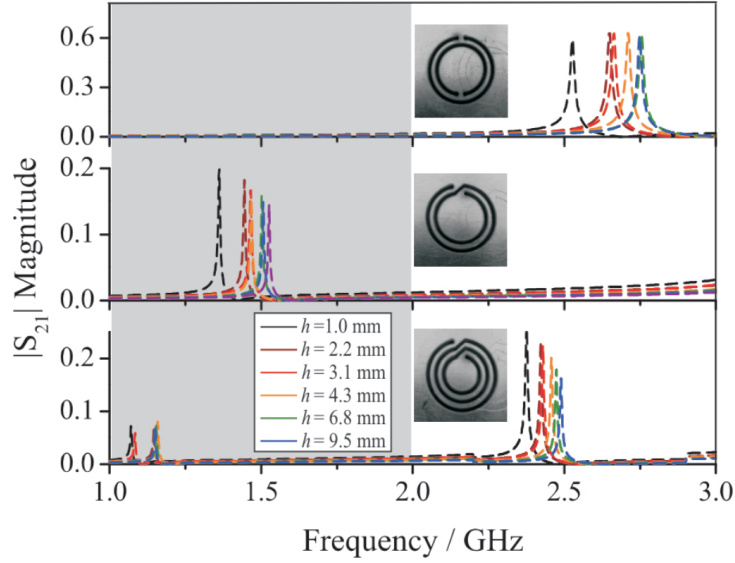 0.6
0.3
0.0
0.2
0.1
0.0
0.2
0.1
0.0
|S21| Magnitude
h = 1.0 mm
h = 2.2 mm
h = 3.1 mm
h = 4.3 mm
h = 6.8 mm
h = 9.5 mm
1.0 1.5 2.0 2.5 3.0
Frequency / GHz